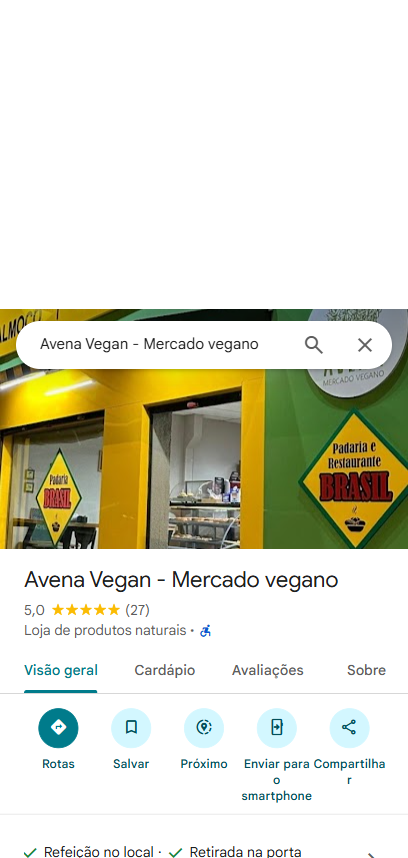 ALMOÇO
Avena Vegan - Mercado vegano
MERCADO VEGANO
Padaria e
Restaurante
BRASIL
Padaria
BRASIL
Avena Vegan - Mercado vegano
5,0 (27)
Loja de produtos naturais ·
Visão geral Cardápio Avaliações Sobre
Rotas Salvar Próximo Enviar para Compartilha
o r
smartphone
Refeição no local · Retirada na porta